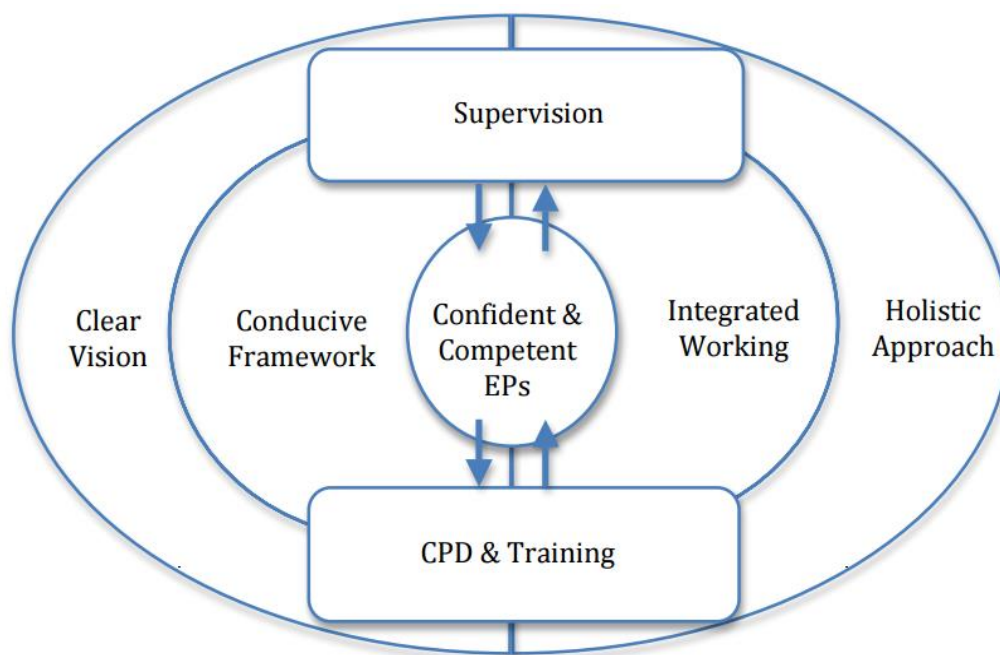 Supervision
Clear
Vision
Conducive
Framework
Confident &
Competent
EPs
Integrated
Working
Holistic
Approach
CPD & Training